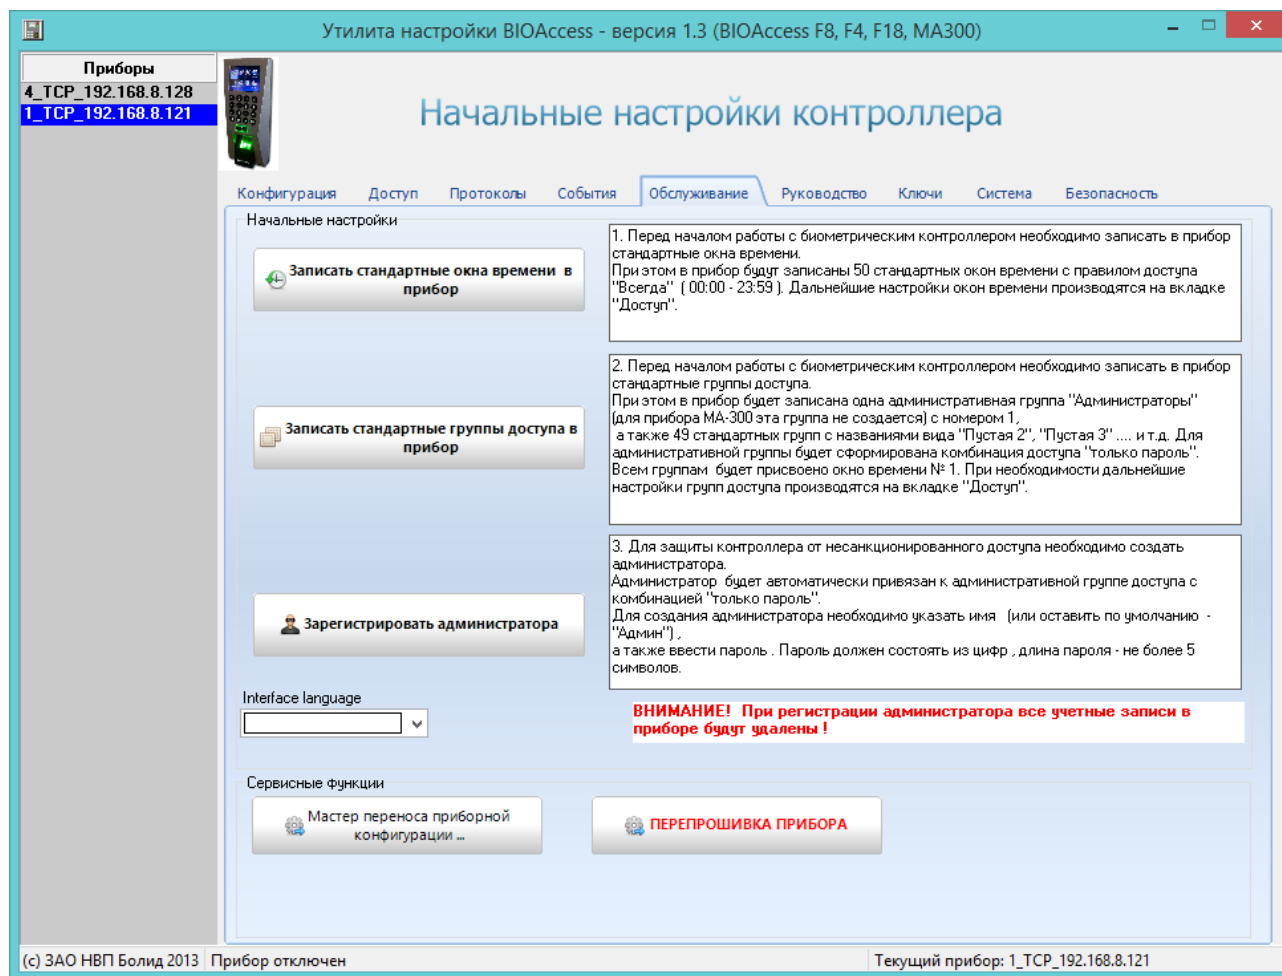 Утилита настройки BIOAccess - версия 1.3 (BIOAccess F8, F4, F18, MA300)
Приборы
4_TCP_192.168.8.128
1_TCP_192.168.8.121
Начальные настройки контроллера
Конфигурация Доступ Протоколы События Обслуживание Руководство Ключи Система Безопасность
Начальные настройки
Записать стандартные окна времени в
прибор
1. Перед началом работы с биометрическим контроллером необходимо записать в прибор
стандартные окна времени.
При этом в прибор будут записаны 50 стандартных окон времени с правилом доступа
"Всегда" ( 00:00 - 23:59 ). Дальнейшие настройки окон времени производятся на вкладке
"Доступ".
Записать стандартные группы доступа в
прибор
2. Перед началом работы с биометрическим контроллером необходимо записать в прибор
стандартные группы доступа.
При этом в прибор будет записана одна административная группа "Администраторы"
(для прибора MA-300 эта группа не создается) с номером 1,
а также 49 стандартных групп с названиями вида "Пустая 2", "Пустая 3" .... и т.д. Для
административной группы будет сформирована комбинация доступа "только пароль".
Всем группам будет присвоено окно времени № 1. При необходимости дальнейшие
настройки групп доступа производятся на вкладке "Доступ".
Зарегистрировать администратора
3. Для защиты контроллера от несанкционированного доступа необходимо создать
администратора.
Администратор будет автоматически привязан к административной группе доступа с
комбинацией "только пароль".
Для создания администратора необходимо указать имя (или оставить по умолчанию -
"Админ") ,
а также ввести пароль . Пароль должен состоять из цифр , длина пароля - не более 5
символов.
Interface language
ВНИМАНИЕ! При регистрации администратора все учетные записи в
приборе будут удалены !
Сервисные функции
Мастер переноса приборной
конфигурации ...
ПЕРЕПРОШИВКА ПРИБОРА
(c) ЗАО НВП Болид 2013 Прибор отключен Текущий прибор: 1_TCP_192.168.8.121